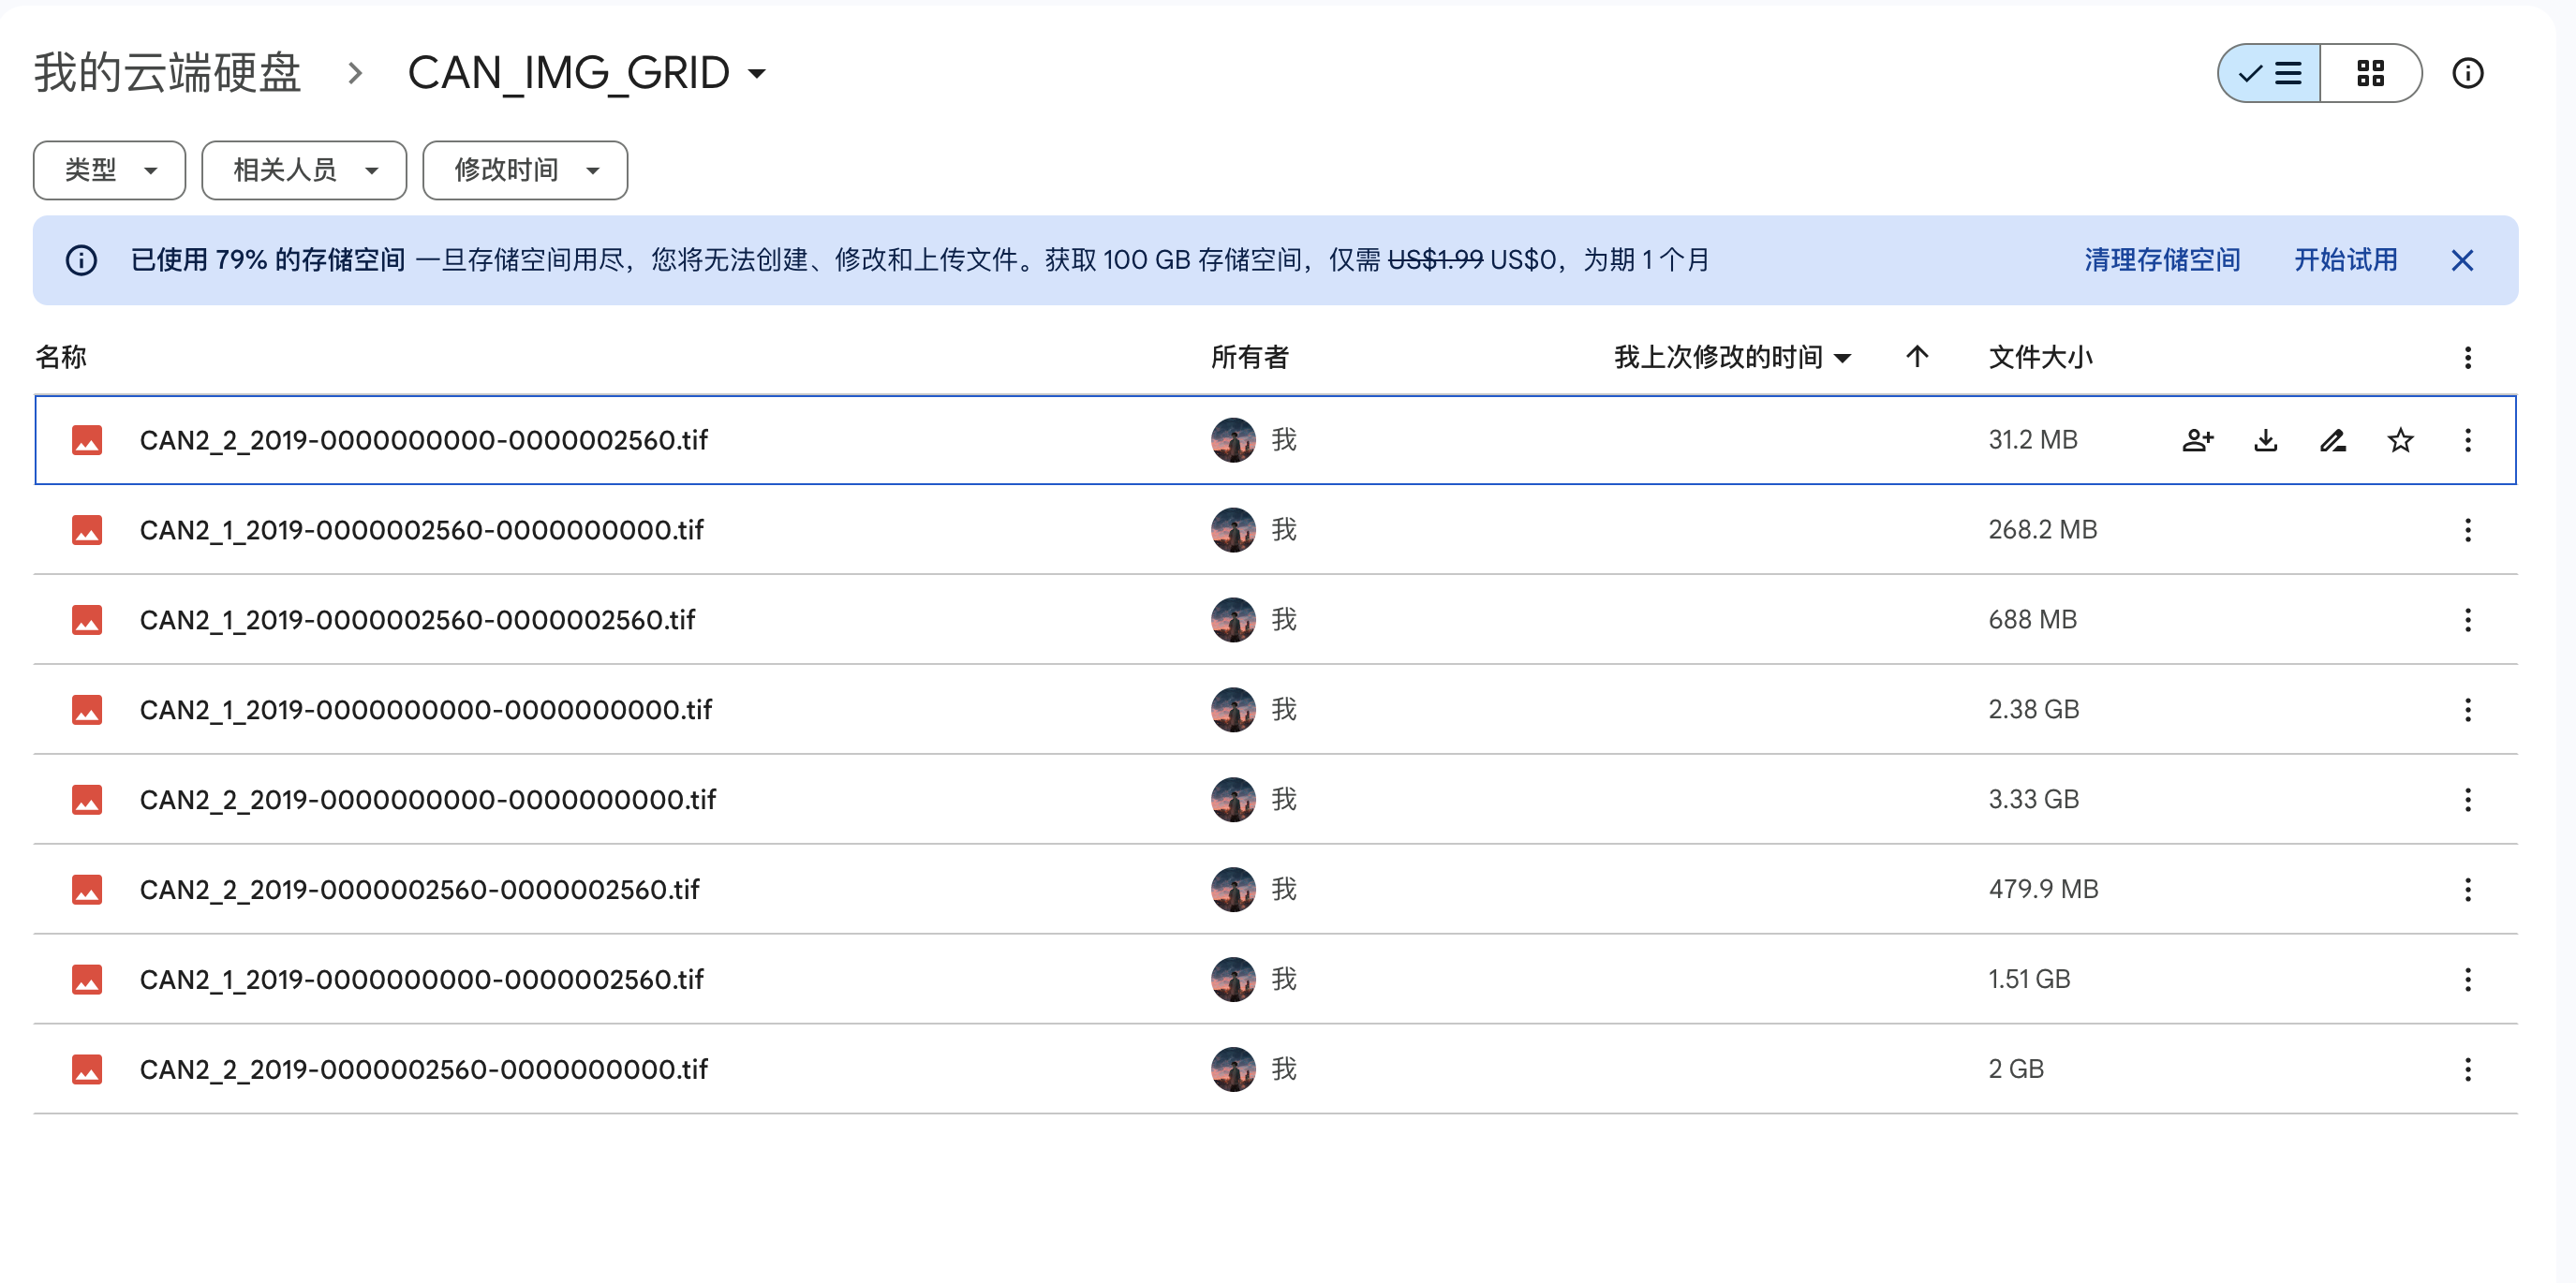 我的云端硬盘 > CAN_IMG_GRID
类型 相关人员 修改时间
已使用 79% 的存储空间 一旦存储空间用尽，您将无法创建、修改和上传文件。获取 100 GB 存储空间，仅需 US$1.99 US$0，为期 1 个月 清理存储空间 开始试用
名称 所有者 我上次修改的时间 文件大小
CAN2_2_2019-0000000000-0000002560.tif 我 31.2 MB
CAN2_1_2019-0000002560-0000000000.tif 我 268.2 MB
CAN2_1_2019-0000002560-0000002560.tif 我 688 MB
CAN2_1_2019-0000000000-0000000000.tif 我 2.38 GB
CAN2_2_2019-0000000000-0000000000.tif 我 3.33 GB
CAN2_2_2019-0000002560-0000002560.tif 我 479.9 MB
CAN2_1_2019-0000000000-0000002560.tif 我 1.51 GB
CAN2_2_2019-0000002560-0000000000.tif 我 2 GB